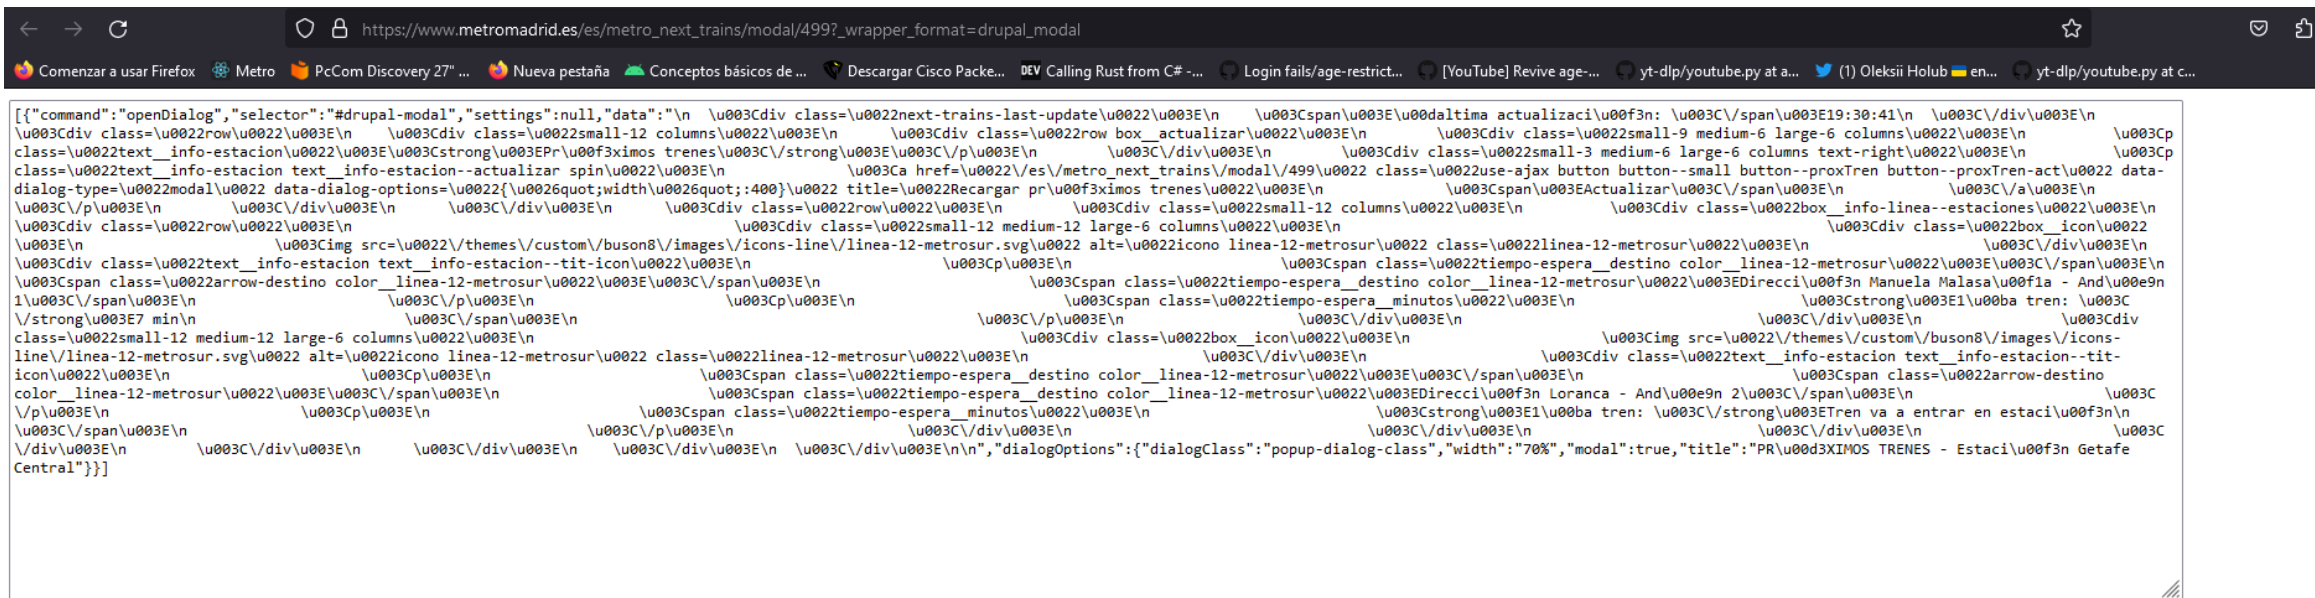 https://www.metromadrid.es/es/metro_next_trains/modal/499?_wrapper_format=drupal_modal
Comenzar a usar Firefox Metro PcCom Discovery 27" ... Nueva pestaña Conceptos básicos de ... Descargar Cisco Packe... DEV Calling Rust from C# -... Login fails/age-restrict... [YouTube] Revive age-... yt-dlp/youtube.py at a... (1) Oleksii Holub en... yt-dlp/youtube.py at c...
[{"command":"openDialog","selector":"#drupal-modal","settings":null,"data":"\n \u003Cdiv class=\u0022next-trains-last-update\u0022\u003E\n \u003Cspan\u003E\u00daltima actualizaci\u00f3n: \u003C\/span\u003E19:30:41\n \u003C\/div\u003E\n
\u003Cdiv class=\u0022row\u0022\u003E\n \u003Cdiv class=\u0022small-12 columns\u0022\u003E\n \u003Cdiv class=\u0022row box__actualizar\u0022\u003E\n \u003Cdiv class=\u0022small-9 medium-6 large-6 columns\u0022\u003E\n \u003Cp
class=\u0022text__info-estacion\u0022\u003E\u003Cstrong\u003EPr\u00f3ximos trenes\u003C\/strong\u003E\u003C\/p\u003E\n \u003C\/div\u003E\n \u003Cdiv class=\u0022small-3 medium-6 large-6 columns text-right\u0022\u003E\n \u003Cp
class=\u0022text__info-estacion text__info-estacion--actualizar spin\u0022\u003E\n \u003Ca href=\u0022\/es\/metro_next_trains\/modal\/499\u0022 class=\u0022use-ajax button button--small button--proxTren button--proxTren-act\u0022 data-
dialog-type=\u0022modal\u0022 data-dialog-options=\u0022{\u0026quot;width\u0026quot;:400}\u0022 title=\u0022Recargar pr\u00f3ximos trenes\u0022\u003E\n \u003Cspan\u003EActualizar\u003C\/span\u003E\n \u003C\/a\u003E\n
\u003C\/p\u003E\n \u003C\/div\u003E\n \u003C\/div\u003E\n \u003Cdiv class=\u0022row\u0022\u003E\n \u003Cdiv class=\u0022small-12 columns\u0022\u003E\n \u003Cdiv class=\u0022box__info-linea--estaciones\u0022\u003E\n
\u003Cdiv class=\u0022row\u0022\u003E\n \u003Cdiv class=\u0022small-12 medium-12 large-6 columns\u0022\u003E\n \u003Cdiv class=\u0022box__icon\u0022
\u003E\n \u003Cimg src=\u0022\/themes\/custom\/buson8\/images\/icons-line\/linea-12-metrosur.svg\u0022 alt=\u0022icono linea-12-metrosur\u0022 class=\u0022linea-12-metrosur\u0022\u003E\n \u003C\/div\u003E\n
\u003Cdiv class=\u0022text__info-estacion text__info-estacion--tit-icon\u0022\u003E\n \u003Cp\u003E\n \u003Cspan class=\u0022tiempo-espera__destino color__linea-12-metrosur\u0022\u003E\u003C\/span\u003E\n
\u003Cspan class=\u0022arrow-destino color__linea-12-metrosur\u0022\u003E\u003C\/span\u003E\n \u003Cspan class=\u0022tiempo-espera__destino color__linea-12-metrosur\u0022\u003EDirecci\u00f3n Manuela Malasa\u00f1a - And\u00e9n
1\u003C\/span\u003E\n \u003C\/p\u003E\n \u003Cp\u003E\n \u003Cspan class=\u0022tiempo-espera__minutos\u0022\u003E\n \u003Cstrong\u003E1\u00ba tren: \u003C
\/strong\u003E7 min\n \u003C\/span\u003E\n \u003C\/p\u003E\n \u003C\/div\u003E\n \u003C\/div\u003E\n \u003Cdiv
class=\u0022small-12 medium-12 large-6 columns\u0022\u003E\n \u003Cdiv class=\u0022box__icon\u0022\u003E\n \u003Cimg src=\u0022\/themes\/custom\/buson8\/images\/icons-
line\/linea-12-metrosur.svg\u0022 alt=\u0022icono linea-12-metrosur\u0022 class=\u0022linea-12-metrosur\u0022\u003E\n \u003C\/div\u003E\n \u003Cdiv class=\u0022text__info-estacion text__info-estacion--tit-
icon\u0022\u003E\n \u003Cp\u003E\n \u003Cspan class=\u0022tiempo-espera__destino color__linea-12-metrosur\u0022\u003E\u003C\/span\u003E\n \u003Cspan class=\u0022arrow-destino
color__linea-12-metrosur\u0022\u003E\u003C\/span\u003E\n \u003Cspan class=\u0022tiempo-espera__destino color__linea-12-metrosur\u0022\u003EDirecci\u00f3n Loranca - And\u00e9n 2\u003C\/span\u003E\n \u003C
\/p\u003E\n \u003Cp\u003E\n \u003Cspan class=\u0022tiempo-espera__minutos\u0022\u003E\n \u003Cstrong\u003E1\u00ba tren: \u003C\/strong\u003ETren va a entrar en estaci\u00f3n\n
\u003C\/span\u003E\n \u003C\/p\u003E\n \u003C\/div\u003E\n \u003C\/div\u003E\n \u003C\/div\u003E\n \u003C
\/div\u003E\n \u003C\/div\u003E\n \u003C\/div\u003E\n \u003C\/div\u003E\n \u003C\/div\u003E\n\n","dialogOptions":{"dialogClass":"popup-dialog-class","width":"70%","modal":true,"title":"PR\u00d3XIMOS TRENES - Estaci\u00f3n Getafe
Central"}}]